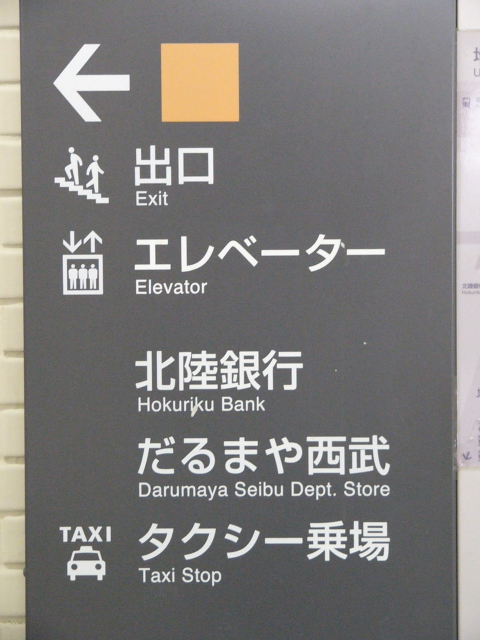 出口
Exit
エレベーター
Elevator
北陸銀行
Hokuriku Bank
だるまや西武
Darumaya Seibu Dept. Store
TAXI
タクシー乗場
Taxi Stop